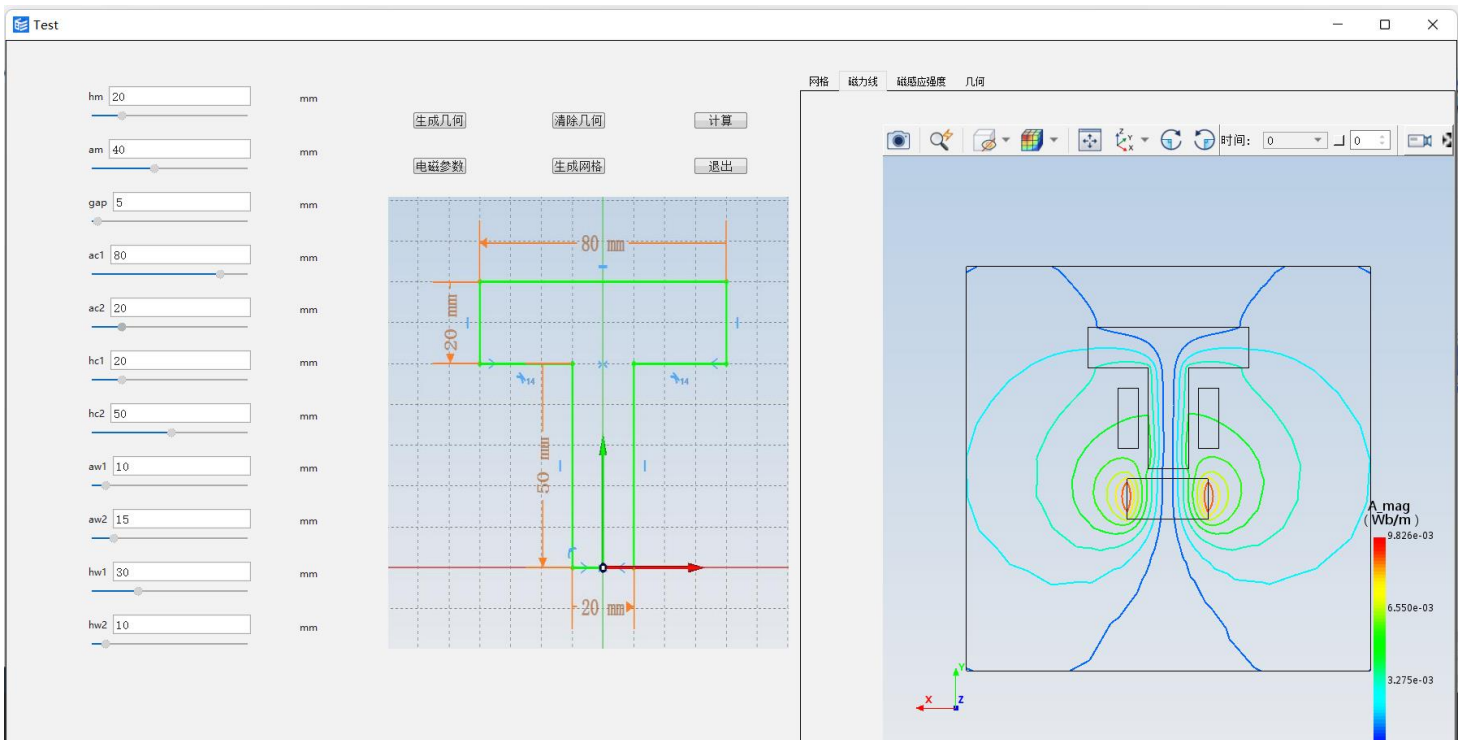 Test
hm 20 mm
am 40 mm
gap 5 mm
ac1 80 mm
ac2 20 mm
hc1 20 mm
hc2 50 mm
aw1 10 mm
aw2 15 mm
hw1 30 mm
hw2 10 mm
生成几何 清除几何 计算
电磁参数 生成网格 退出
80 mm
20 mm
14 14
50 mm
20 mm
网格 磁力线 磁感应强度 几何
Z Y X 时间: 0 0
A_mag
(Wb/m)
9.826e-03
6.550e-03
3.275e-03
Y
X Z